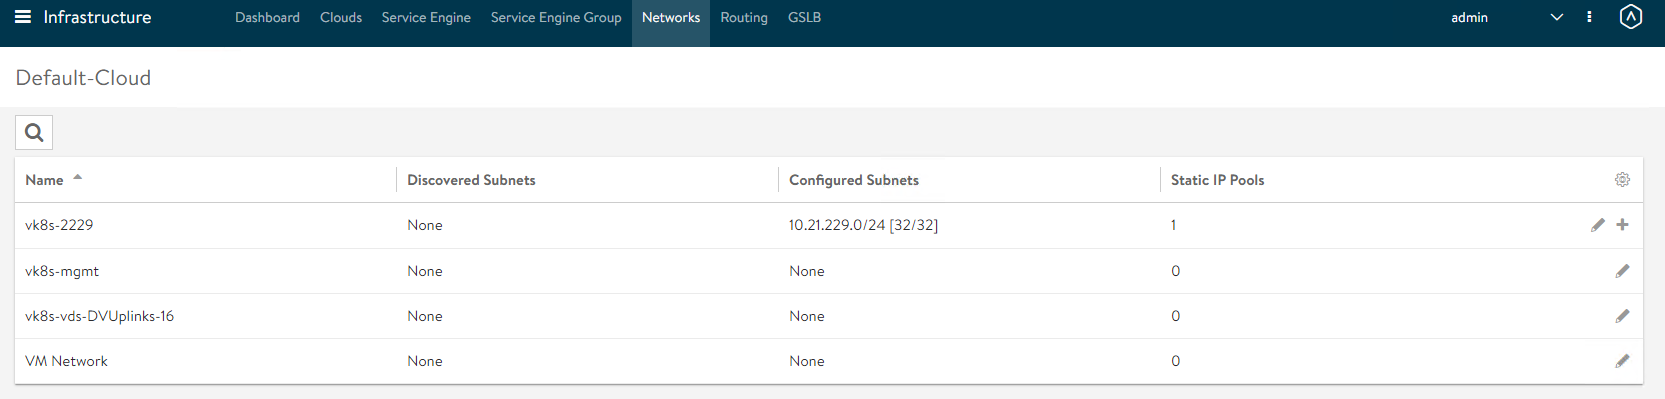 Infrastructure Dashboard Clouds Service Engine Service Engine Group Networks Routing GSLB admin
Default-Cloud
Name Discovered Subnets Configured Subnets Static IP Pools
vk8s-2229 None 10.21.229.0/24 [32/32] 1
vk8s-mgmt None None 0
vk8s-vds-DVUplinks-16 None None 0
VM Network None None 0